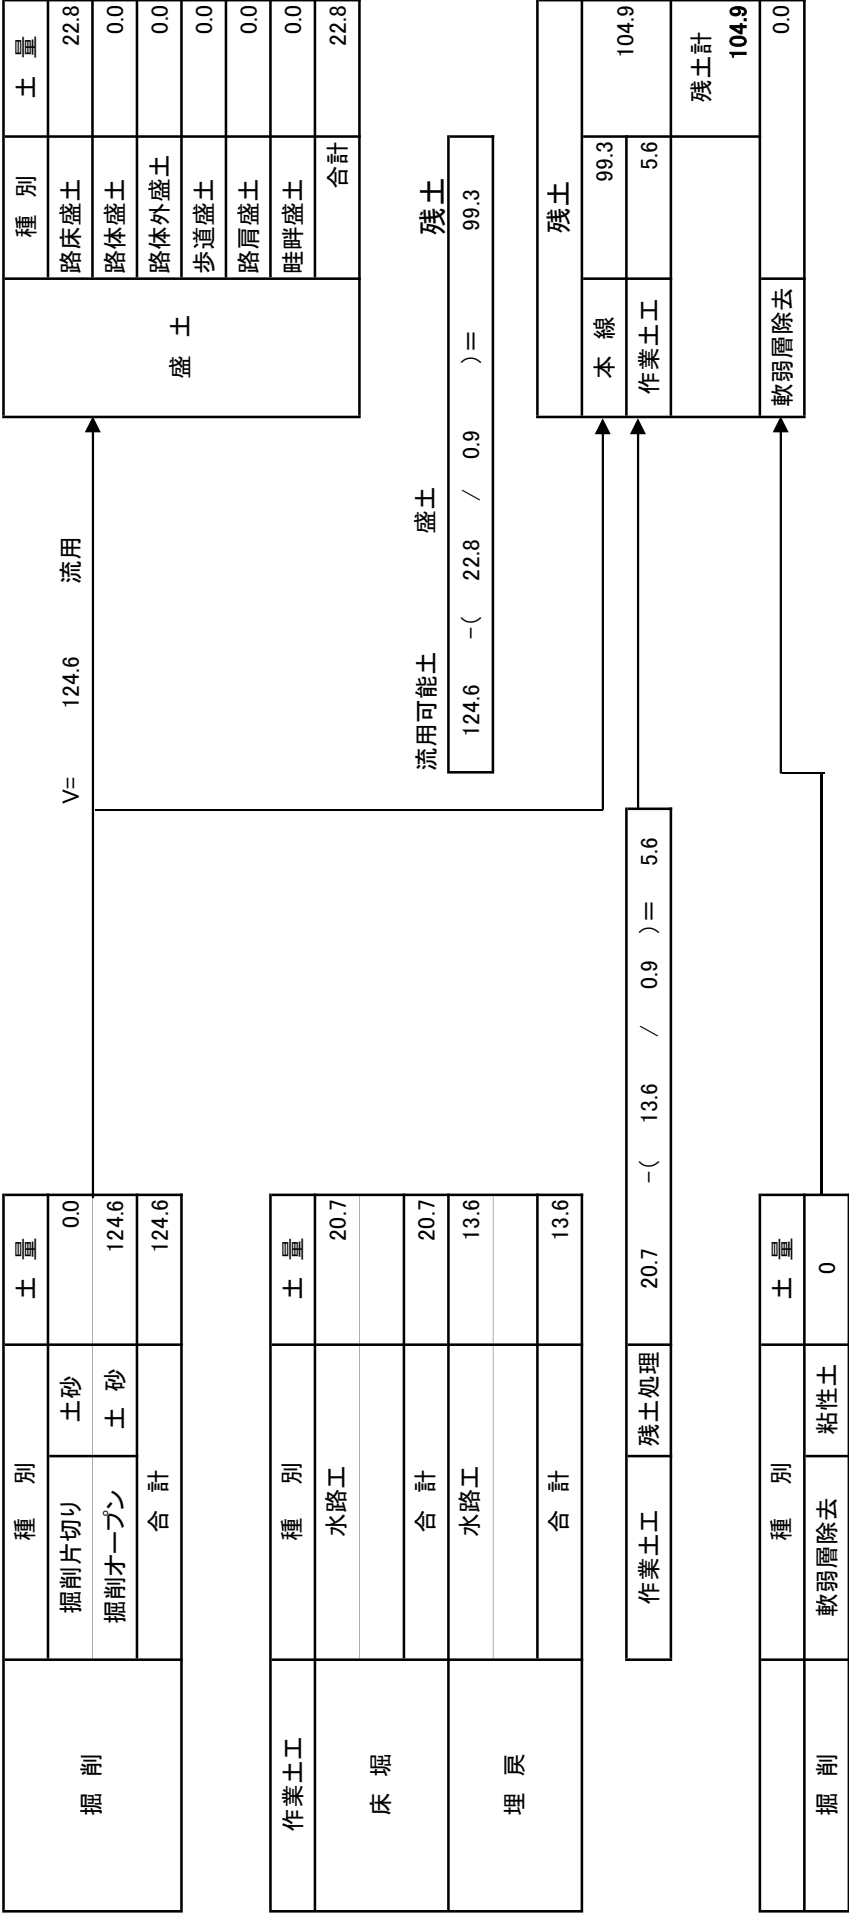 掘 削 種 別 土 量
掘削片切り 土砂 0.0
掘削オープン 土 砂 124.6
合 計 124.6
V= 124.6 流用
盛 土 種 別 土 量
路床盛土 22.8
路体盛土 0.0
路体外盛土 0.0
歩道盛土 0.0
路肩盛土 0.0
畦畔盛土 0.0
合計 22.8
作業土工 種 別 土 量
床 堀 水路工 20.7
合 計 20.7
埋 戻 水路工 13.6
合 計 13.6
流用可能土 盛土 残土
124.6 -( 22.8 / 0.9 )= 99.3
作業土工 残土処理 20.7 -( 13.6 / 0.9 )= 5.6
残土
本 線 99.3 104.9
作業土工 5.6
残土計
104.9
軟弱層除去 0.0
種 別 土 量
掘 削 軟弱層除去 粘性土 0